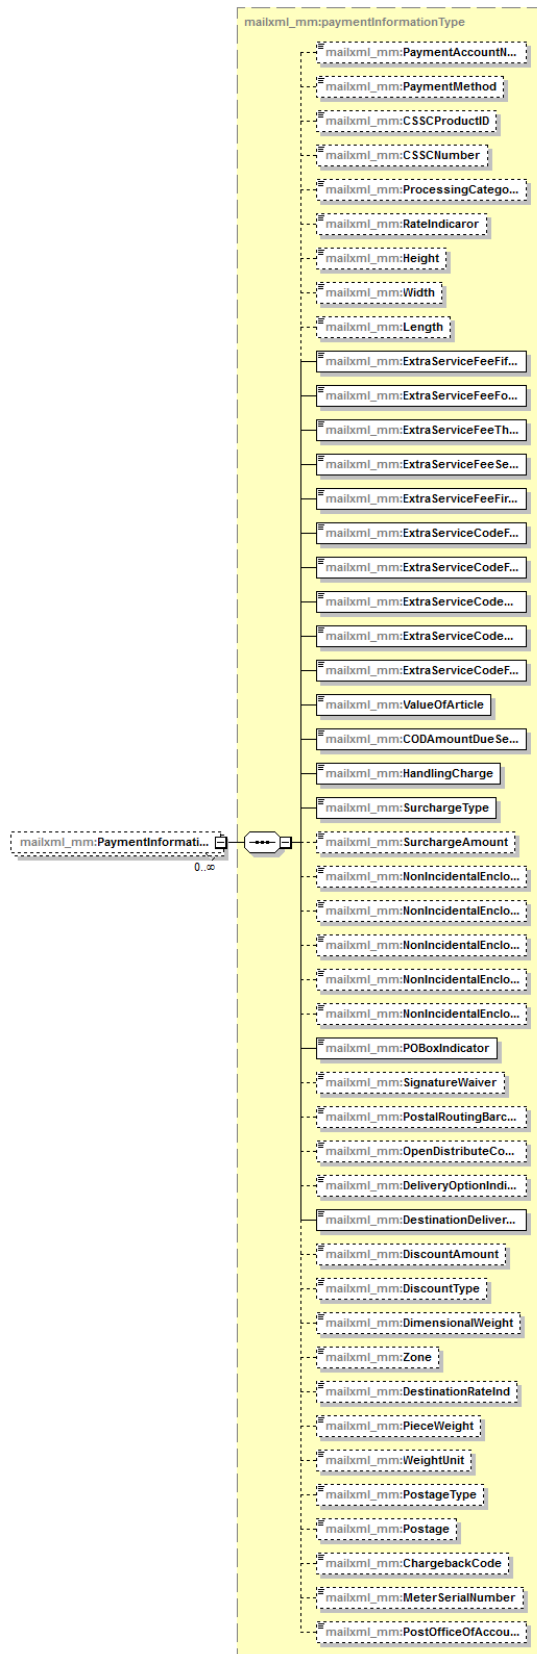 mailxml_mm:paymentInformationType
mailxml_mm:PaymentAccountN...
mailxml_mm:PaymentMethod
mailxml_mm:CSSCProductID
mailxml_mm:CSSCNumber
mailxml_mm:ProcessingCatego...
mailxml_mm:RateIndicaror
mailxml_mm:Height
mailxml_mm:Width
mailxml_mm:Length
mailxml_mm:ExtraServiceFeeFif...
mailxml_mm:ExtraServiceFeeFo...
mailxml_mm:ExtraServiceFeeTh...
mailxml_mm:ExtraServiceFeeSe...
mailxml_mm:ExtraServiceFeeFir...
mailxml_mm:ExtraServiceCodeF...
mailxml_mm:ExtraServiceCodeF...
mailxml_mm:ExtraServiceCode...
mailxml_mm:ExtraServiceCode...
mailxml_mm:ExtraServiceCodeF...
mailxml_mm:ValueOfArticle
mailxml_mm:CODAmountDueSe...
mailxml_mm:HandlingCharge
mailxml_mm:SurchargeType
mailxml_mm:PaymentInformati...
0..∞
mailxml_mm:SurchargeAmount
mailxml_mm:NonIncidentalEnclo...
mailxml_mm:NonIncidentalEnclo...
mailxml_mm:NonIncidentalEnclo...
mailxml_mm:NonIncidentalEnclo...
mailxml_mm:NonIncidentalEnclo...
mailxml_mm:POBoxIndicator
mailxml_mm:SignatureWaiver
mailxml_mm:PostalRoutingBarc...
mailxml_mm:OpenDistributeCo...
mailxml_mm:DeliveryOptionIndi...
mailxml_mm:DestinationDeliver...
mailxml_mm:DiscountAmount
mailxml_mm:DiscountType
mailxml_mm:DimensionalWeight
mailxml_mm:Zone
mailxml_mm:DestinationRateInd
mailxml_mm:PieceWeight
mailxml_mm:WeightUnit
mailxml_mm:PostageType
mailxml_mm:Postage
mailxml_mm:ChargebackCode
mailxml_mm:MeterSerialNumber
mailxml_mm:PostOfficeOfAccou...